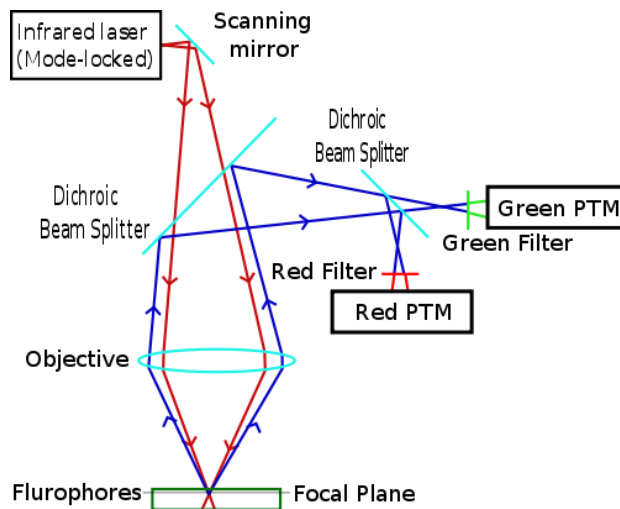 Infrared laser
(Mode-locked)
Scanning
mirror
Dichroic
Beam Splitter
Dichroic
Beam Splitter
Green PTM
Green Filter
Red Filter
Red PTM
Objective
Flurophores
Focal Plane